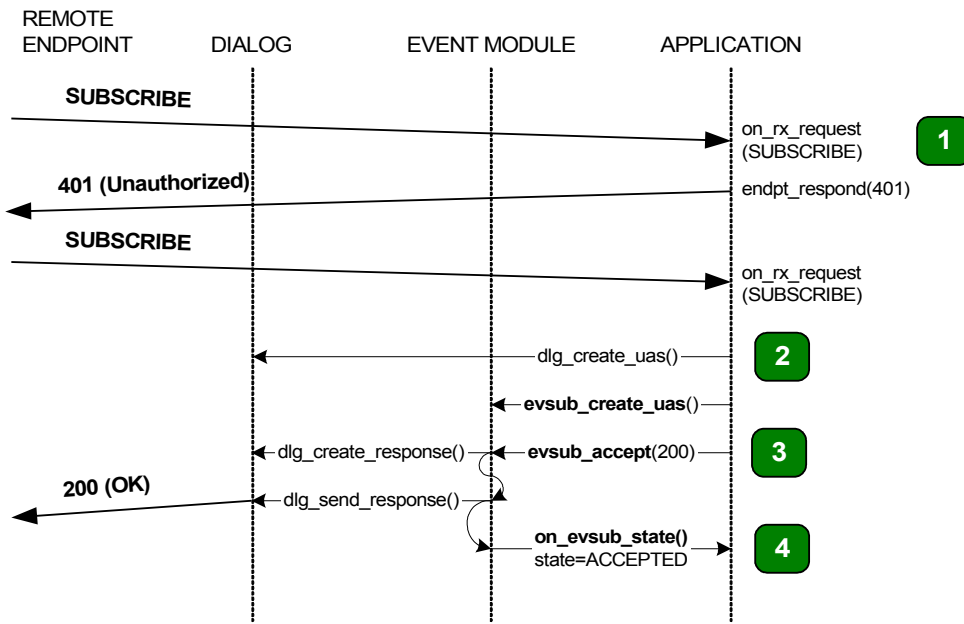 REMOTE
ENDPOINT
DIALOG
EVENT MODULE
APPLICATION
SUBSCRIBE
on_rx_request
(SUBSCRIBE)
1
401 (Unauthorized)
endpt_respond(401)
SUBSCRIBE
on_rx_request
(SUBSCRIBE)
dlg_create_uas()
2
evsub_create_uas()
dlg_create_response()
evsub_accept(200)
3
200 (OK)
dlg_send_response()
on_evsub_state()
state=ACCEPTED
4